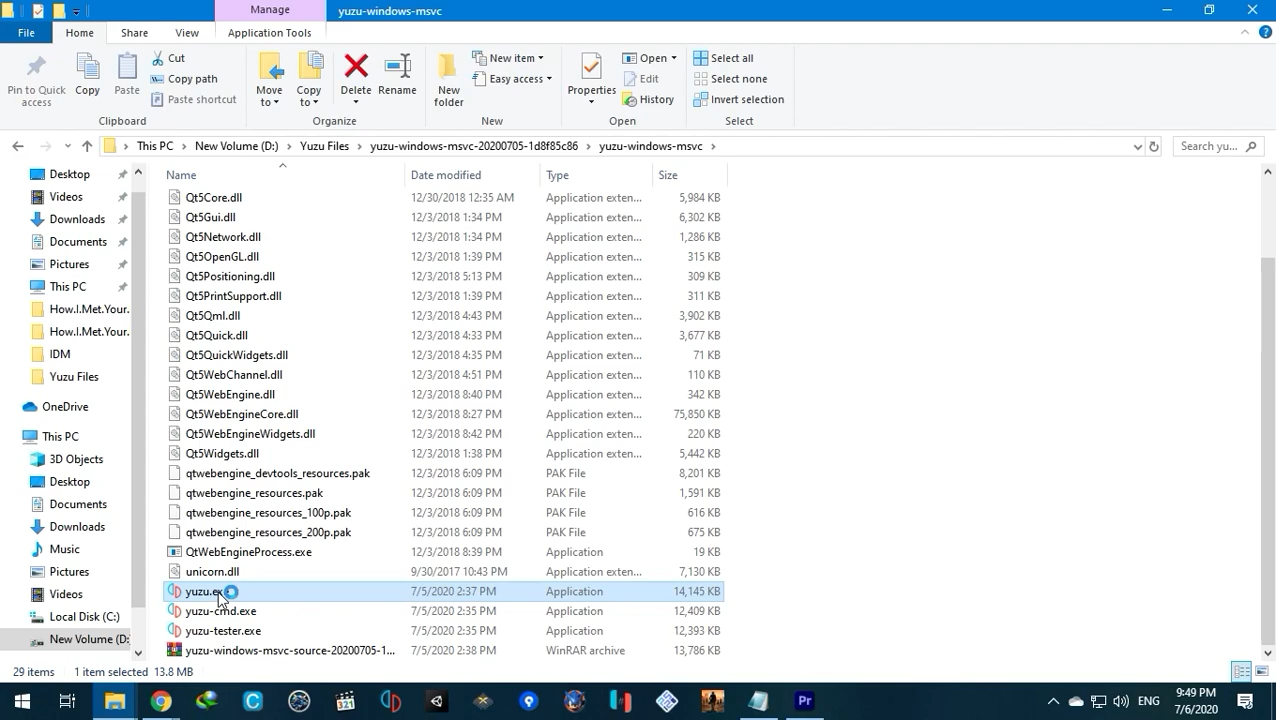 Manage
yuzu-windows-msvc
File
Home
Share
View
Application Tools
Pin to Quick access
Copy
Paste
Cut
Copy path
Paste shortcut
Clipboard
Move to
Copy to
Delete
Rename
Organize
New folder
New item
Easy access
New
Properties
Open
Edit
History
Open
Select all
Select none
Invert selection
Select
This PC
New Volume (D:)
Yuzu Files
yuzu-windows-msvc-20200705-1d8f85c86
yuzu-windows-msvc
Search yu...
Desktop
Videos
Downloads
Documents
Pictures
This PC
How.I.Met.Your.
How.I.Met.Your.
IDM
Yuzu Files
OneDrive
This PC
3D Objects
Desktop
Documents
Downloads
Music
Pictures
Videos
Local Disk (C:)
New Volume (D:
Name Date modified Type Size
Qt5Core.dll 12/30/2018 12:35 AM Application exten... 5,984 KB
Qt5Gui.dll 12/3/2018 1:34 PM Application exten... 6,302 KB
Qt5Network.dll 12/3/2018 1:34 PM Application exten... 1,286 KB
Qt5OpenGL.dll 12/3/2018 1:39 PM Application exten... 315 KB
Qt5Positioning.dll 12/3/2018 5:13 PM Application exten... 309 KB
Qt5PrintSupport.dll 12/3/2018 1:39 PM Application exten... 311 KB
Qt5Qml.dll 12/3/2018 4:43 PM Application exten... 3,902 KB
Qt5Quick.dll 12/3/2018 4:33 PM Application exten... 3,677 KB
Qt5QuickWidgets.dll 12/3/2018 4:35 PM Application exten... 71 KB
Qt5WebChannel.dll 12/3/2018 4:51 PM Application exten... 110 KB
Qt5WebEngine.dll 12/3/2018 8:40 PM Application exten... 342 KB
Qt5WebEngineCore.dll 12/3/2018 8:27 PM Application exten... 75,850 KB
Qt5WebEngineWidgets.dll 12/3/2018 8:42 PM Application exten... 220 KB
Qt5Widgets.dll 12/3/2018 1:38 PM Application exten... 5,442 KB
qtwebengine_devtools_resources.pak 12/3/2018 6:09 PM PAK File 8,201 KB
qtwebengine_resources.pak 12/3/2018 6:09 PM PAK File 1,591 KB
qtwebengine_resources_100p.pak 12/3/2018 6:09 PM PAK File 616 KB
qtwebengine_resources_200p.pak 12/3/2018 6:09 PM PAK File 675 KB
QtWebEngineProcess.exe 12/3/2018 8:39 PM Application 19 KB
unicorn.dll 9/30/2017 10:43 PM Application exten... 7,130 KB
yuzu.ex 7/5/2020 2:37 PM Application 14,145 KB
yuzu-cmd.exe 7/5/2020 2:35 PM Application 12,409 KB
yuzu-tester.exe 7/5/2020 2:35 PM Application 12,393 KB
yuzu-windows-msvc-source-20200705-1... 7/5/2020 2:38 PM WinRAR archive 13,786 KB
29 items 1 item selected 13.8 MB
Pr
ENG
9:49 PM
7/6/2020